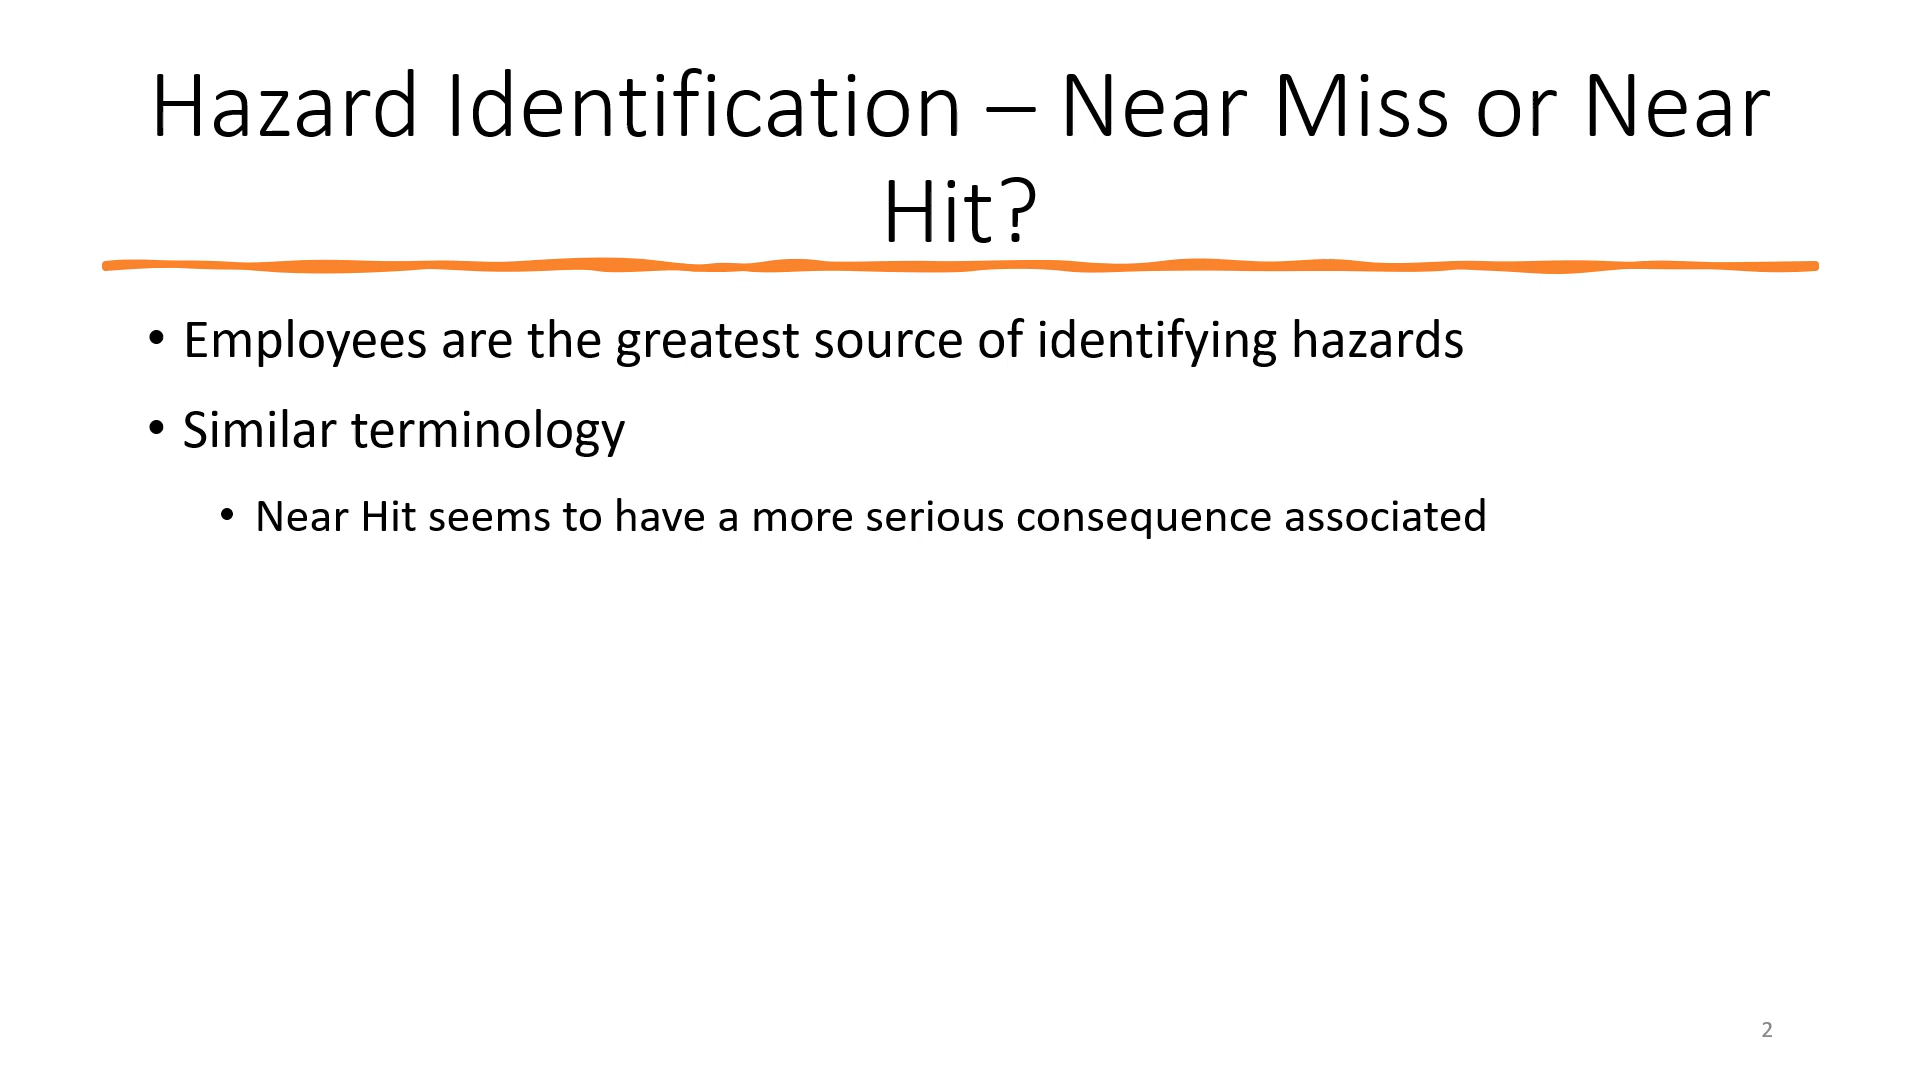 Hazard Identification – Near Miss or Near
Hit?
• Employees are the greatest source of identifying hazards
• Similar terminology
• Near Hit seems to have a more serious consequence associated
2